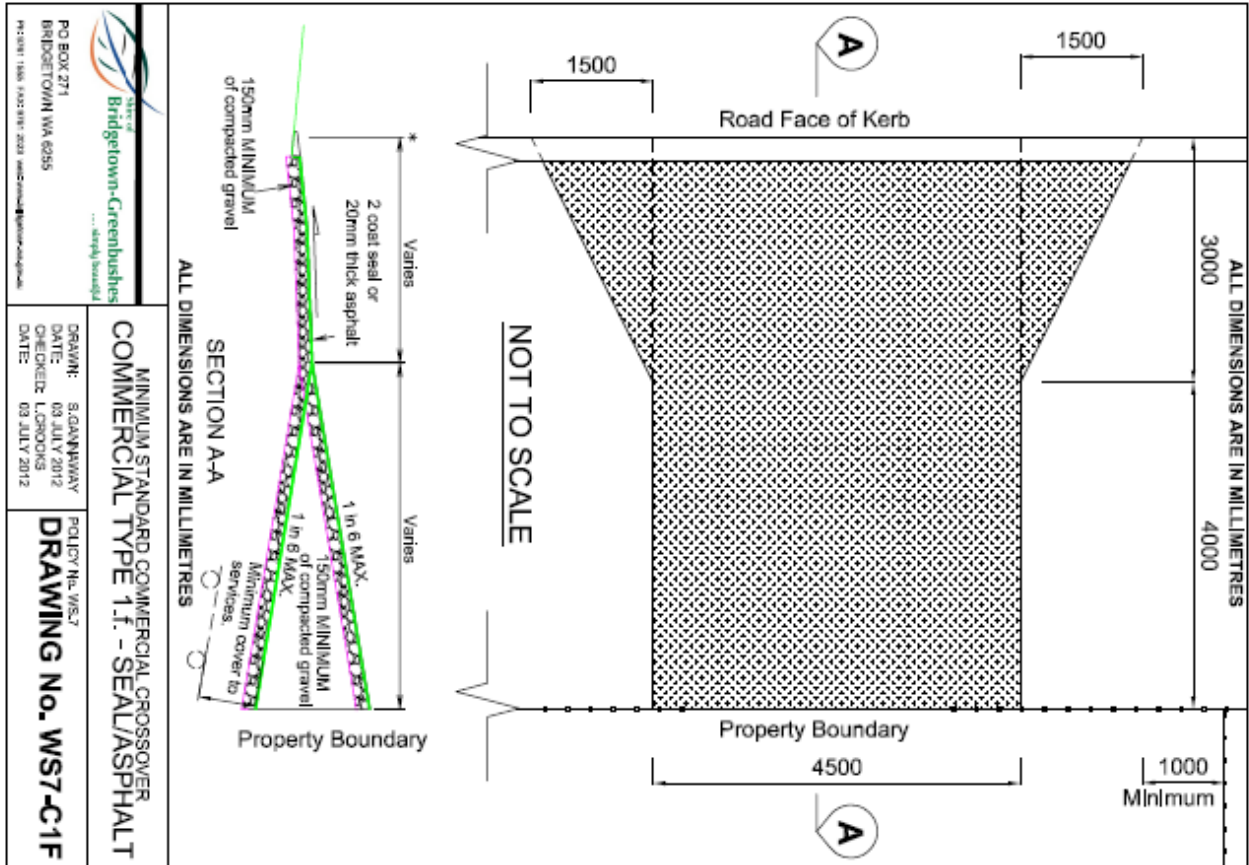 ALL DIMENSIONS ARE IN MILLIMETRES
A
1500
1500
Road Face of Kerb
3000
4000
NOT TO SCALE
Property Boundary
4500
1000
Minimum
A
*
Varies
Varies
2 coat seal or
20mm thick asphalt
150mm MINIMUM
of compacted gravel
1 in 6 MAX.
150mm MINIMUM
of compacted gravel
1 in 6 MAX.
Minimum cover to
services.
Property Boundary
SECTION A-A
ALL DIMENSIONS ARE IN MILLIMETRES
Shire of
Bridgetown-Greenbushes
.... simply beautiful
PO BOX 271
BRIDGETOWN WA 6255
MINIMUM STANDARD COMMERCIAL CROSSOVER
COMMERCIAL TYPE 1.f. - SEAL/ASPHALT
DRAWN: S.GANNAWAY
DATE: 03 JULY 2012
CHECKED: L.CROOKS
DATE: 03 JULY 2012
POLICY No. WS.7
DRAWING No. WS7-C1F